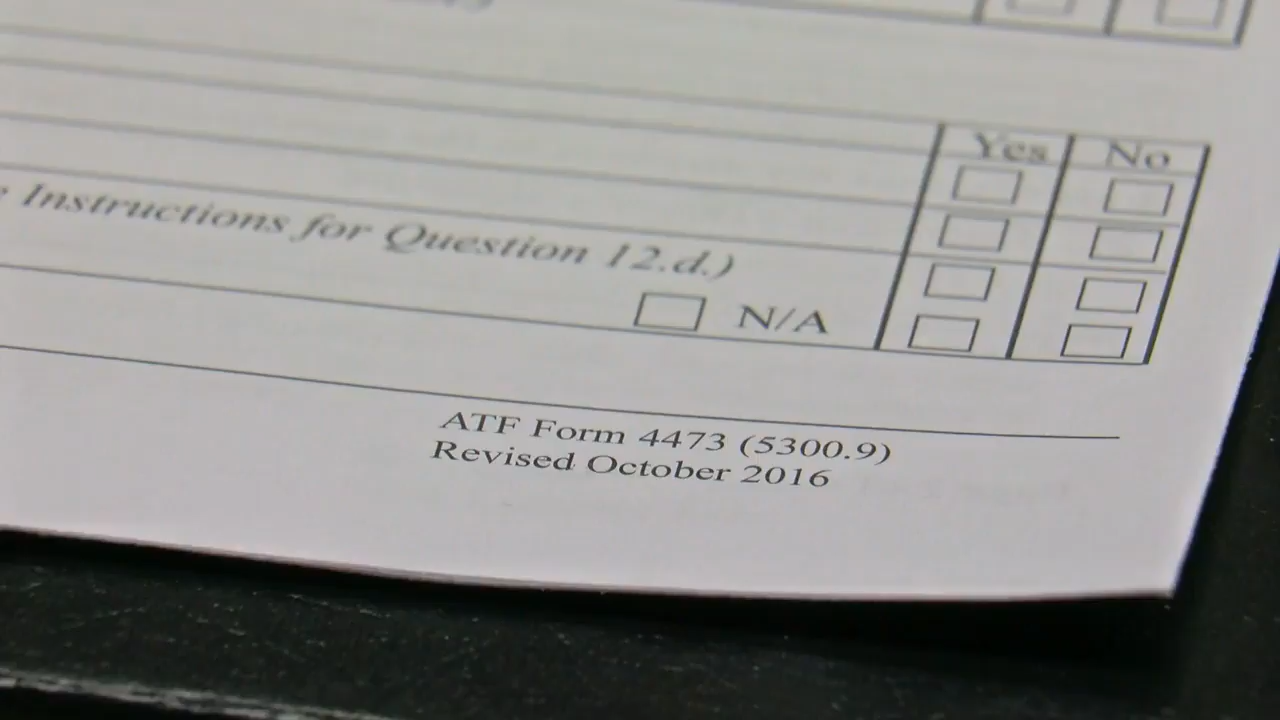 Yes No
Instructions for Question 12.d.)
N/A
ATF Form 4473 (5300.9)
Revised October 2016